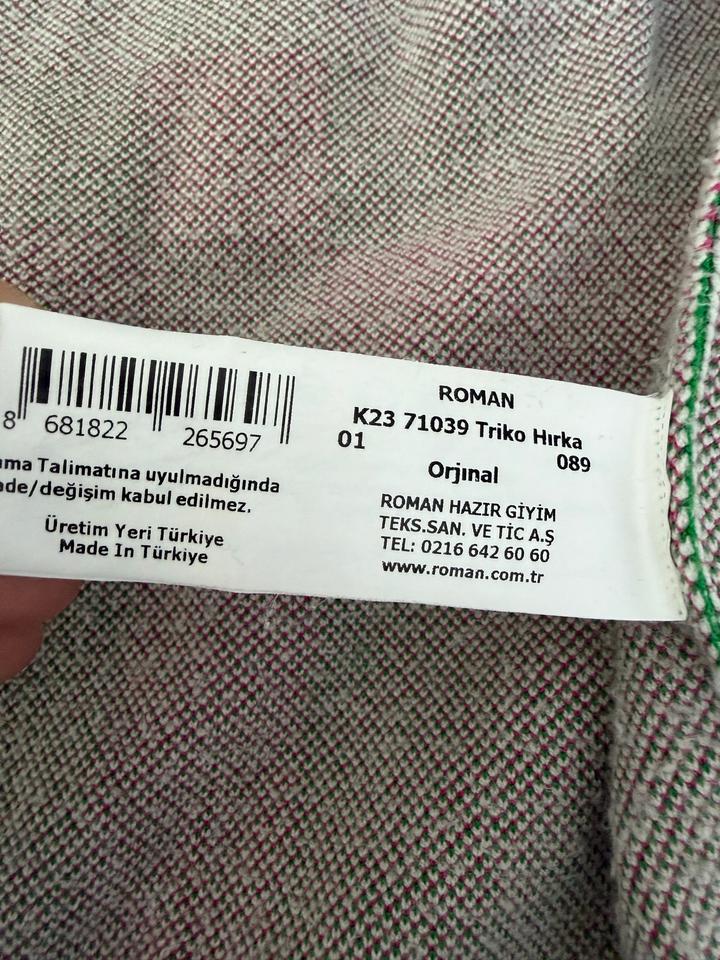 8 681822 265697
Talimatına uyulmadığında
değişim kabul edilmez.
Üretim Yeri Türkiye
Made In Türkiye
ROMAN
K23 71039 Triko Hırka
01 089
Orjınal
ROMAN HAZIR GİYİM
TEKS.SAN. VE TİC A.Ş
TEL: 0216 642 60 60
www.roman.com.tr